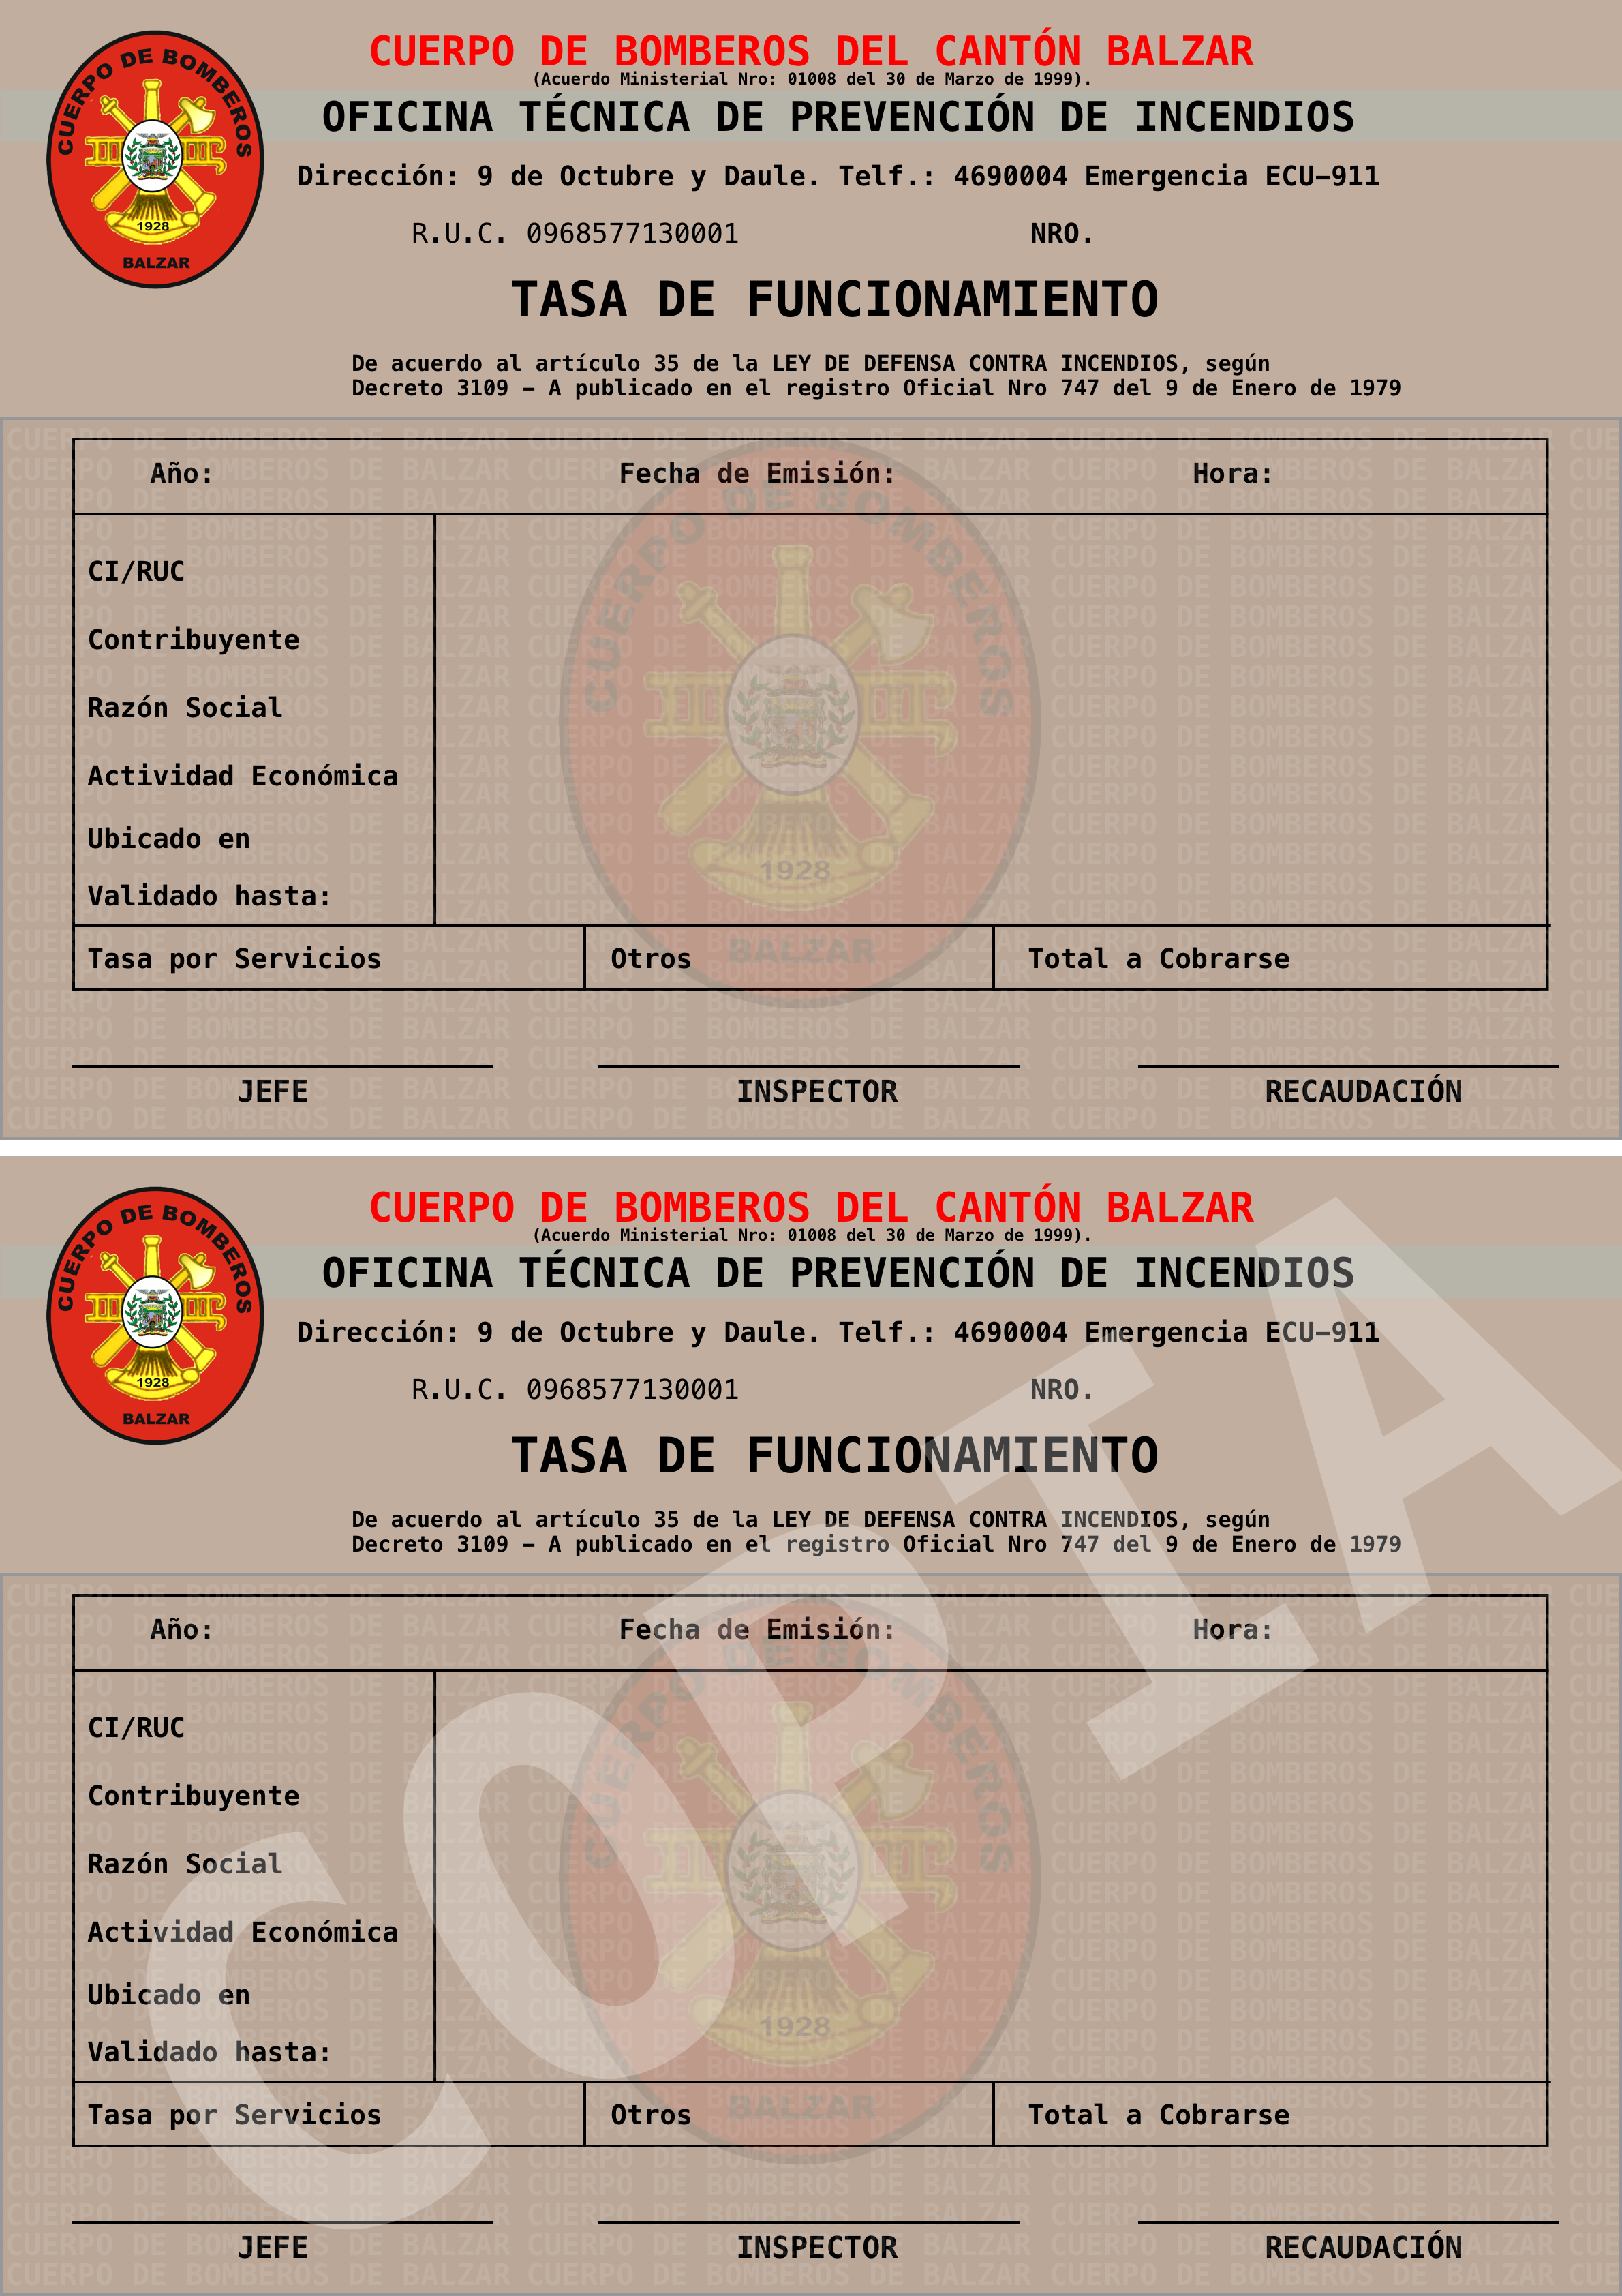 CUERPO DE BOMBEROS
1928
BALZAR
CUERPO DE BOMBEROS DEL CANTÓN BALZAR
(Acuerdo Ministerial Nro: 01008 del 30 de Marzo de 1999).
OFICINA TÉCNICA DE PREVENCIÓN DE INCENDIOS
Dirección: 9 de Octubre y Daule. Telf.: 4690004 Emergencia ECU–911
R.U.C. 0968577130001 NRO.
TASA DE FUNCIONAMIENTO
De acuerdo al artículo 35 de la LEY DE DEFENSA CONTRA INCENDIOS, según
Decreto 3109 – A publicado en el registro Oficial Nro 747 del 9 de Enero de 1979
Año: Fecha de Emisión: Hora:
CUERPO DE BOMBEROS
1928
BALZAR
CI/RUC
Contribuyente
Razón Social
Actividad Económica
Ubicado en
Validado hasta:
Tasa por Servicios Otros Total a Cobrarse
JEFE INSPECTOR RECAUDACIÓN
CUERPO DE BOMBEROS
1928
BALZAR
CUERPO DE BOMBEROS DEL CANTÓN BALZAR
(Acuerdo Ministerial Nro: 01008 del 30 de Marzo de 1999).
OFICINA TÉCNICA DE PREVENCIÓN DE INCENDIOS
Dirección: 9 de Octubre y Daule. Telf.: 4690004 Emergencia ECU–911
R.U.C. 0968577130001 NRO.
TASA DE FUNCIONAMIENTO
De acuerdo al artículo 35 de la LEY DE DEFENSA CONTRA INCENDIOS, según
Decreto 3109 – A publicado en el registro Oficial Nro 747 del 9 de Enero de 1979
COPIA
Año: Fecha de Emisión: Hora:
CUERPO DE BOMBEROS
1928
BALZAR
CI/RUC
Contribuyente
Razón Social
Actividad Económica
Ubicado en
Validado hasta:
Tasa por Servicios Otros Total a Cobrarse
JEFE INSPECTOR RECAUDACIÓN